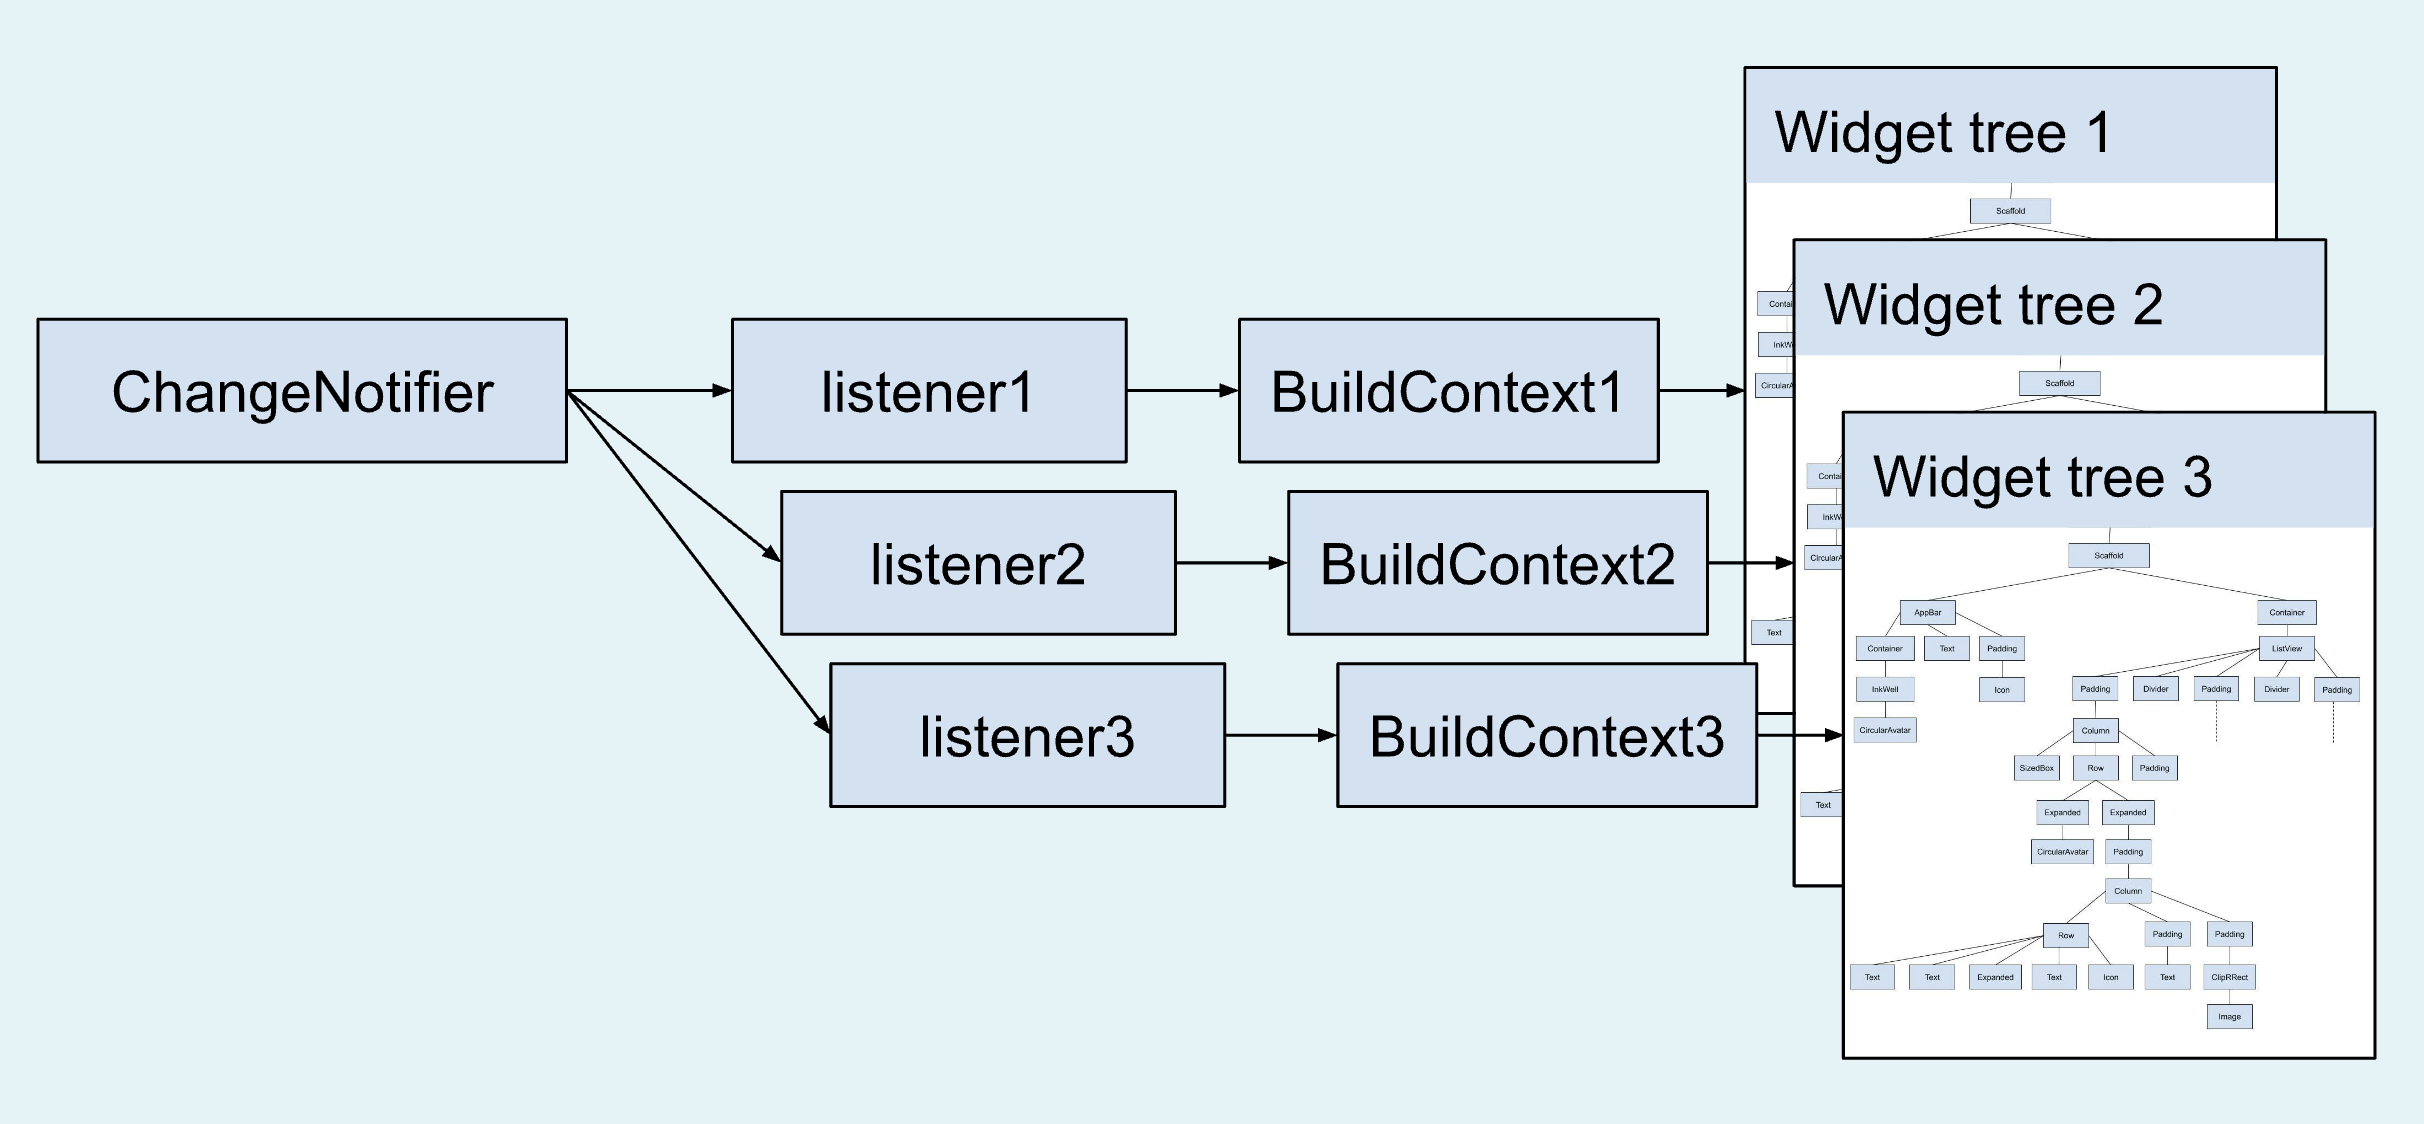 Widget tree 1
Scaffold
Widget tree 2
Contai
InkW
CircularA
Text
Scaffold
ChangeNotifier
listener1
BuildContext1
Widget tree 3
Contai
InkW
CircularA
Text
listener2
BuildContext2
listener3
BuildContext3
Scaffold
AppBar
Container
Container
Text
Padding
ListView
InkWell
Icon
Padding
Divider
Padding
Divider
Padding
CircularAvatar
Column
SizedBox
Row
Padding
Expanded
Expanded
CircularAvatar
Padding
Column
Row
Padding
Padding
Text
Text
Expanded
Text
Icon
Text
ClipRRect
Image